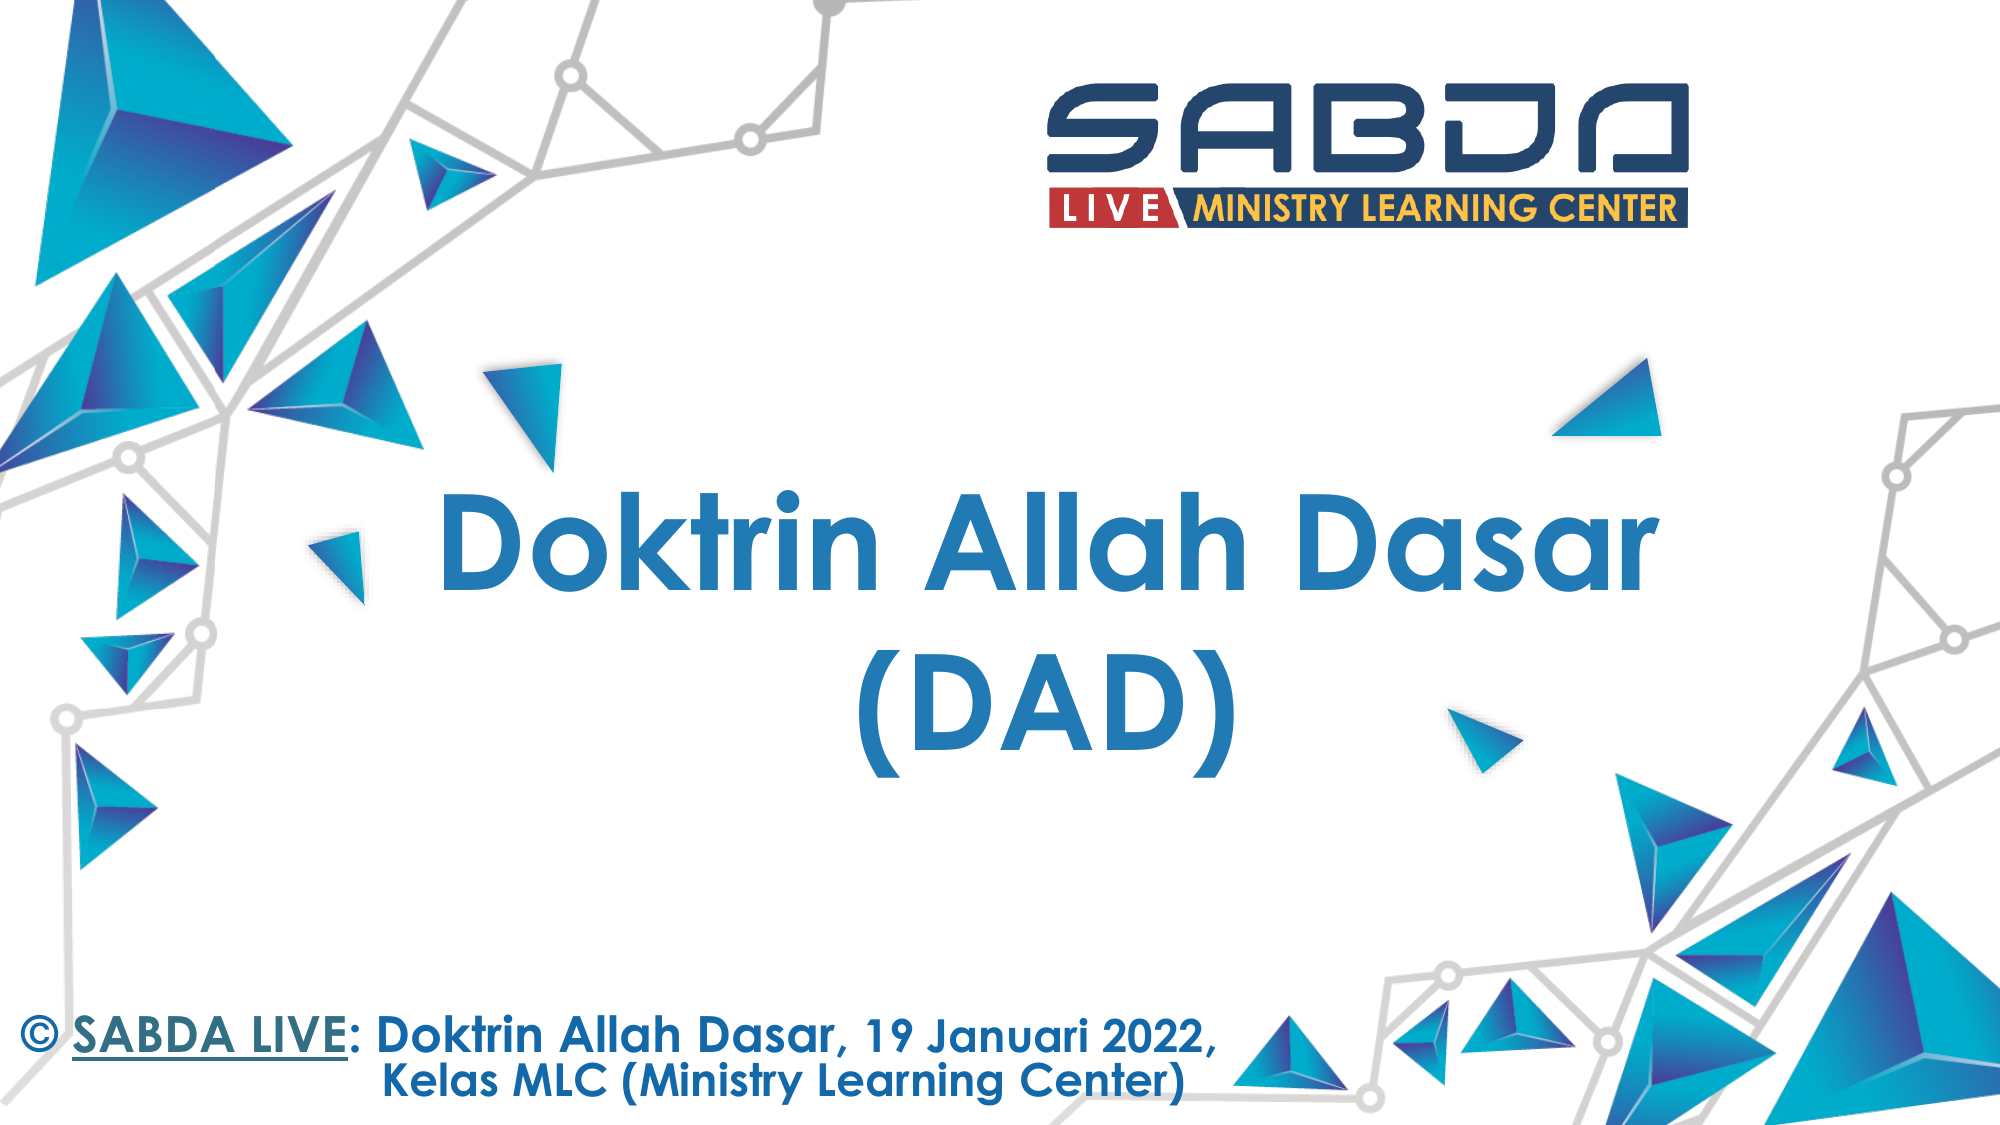 SABDA
LIVE MINISTRY LEARNING CENTER
Doktrin Allah Dasar
(DAD)
© SABDA LIVE: Doktrin Allah Dasar, 19 Januari 2022,
Kelas MLC (Ministry Learning Center)